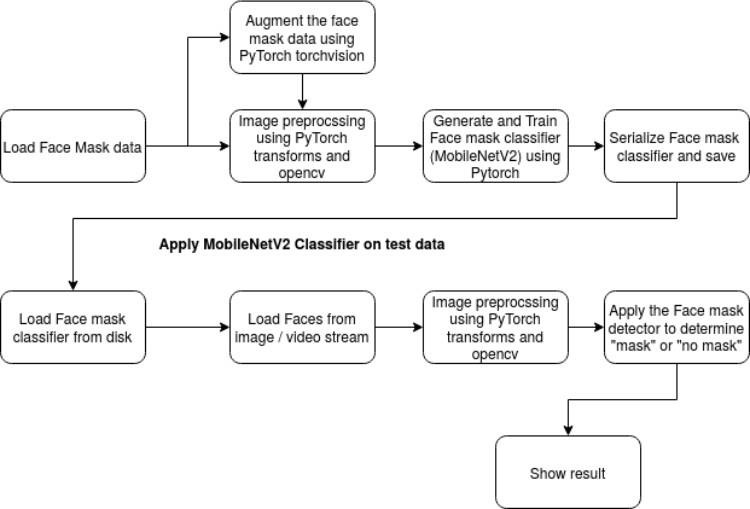 Augment the face
mask data using
PyTorch torchvision
Load Face Mask data
Image preprocssing
using PyTorch
transforms and
opencv
Generate and Train
Face mask classifier
(MobileNetV2) using
Pytorch
Serialize Face mask
classifier and save
Apply MobileNetV2 Classifier on test data
Load Face mask
classifier from disk
Load Faces from
image / video stream
Image preprocssing
using PyTorch
transforms and
opencv
Apply the Face mask
detector to determine
"mask" or "no mask"
Show result